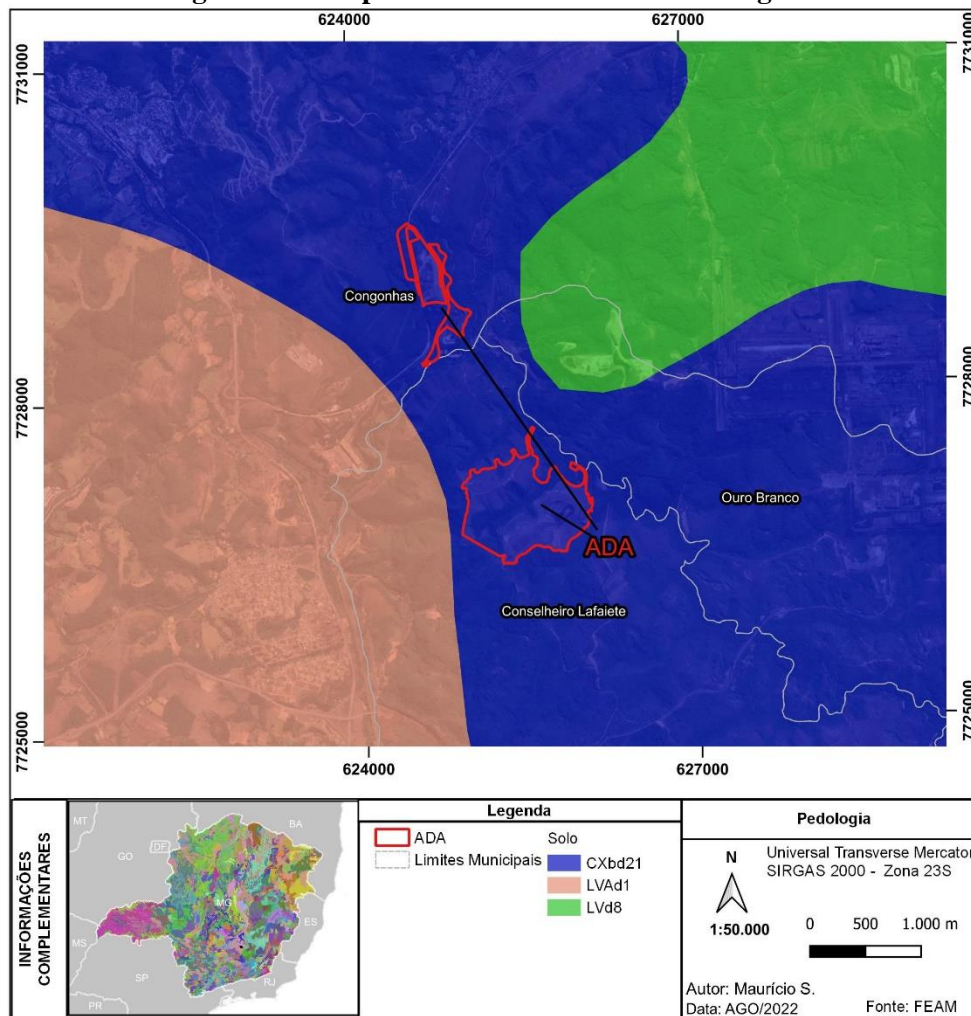 624000
627000
7731000
7731000
Congonhas
7728000
7728000
Ouro Branco
ADA
Conselheiro Lafaiete
7725000
7725000
624000
627000
INFORMAÇÕES
COMPLEMENTARES
MT
BA
GO
DF
MG
ES
MS
SP
RJ
PR
Legenda
ADA
Limites Municipais
Solo
CXbd21
LVAd1
LVd8
Pedologia
N
1:50.000
Universal Transverse Mercator
SIRGAS 2000 - Zona 23S
0 500 1.000 m
Autor: Maurício S.
Data: AGO/2022
Fonte: FEAM